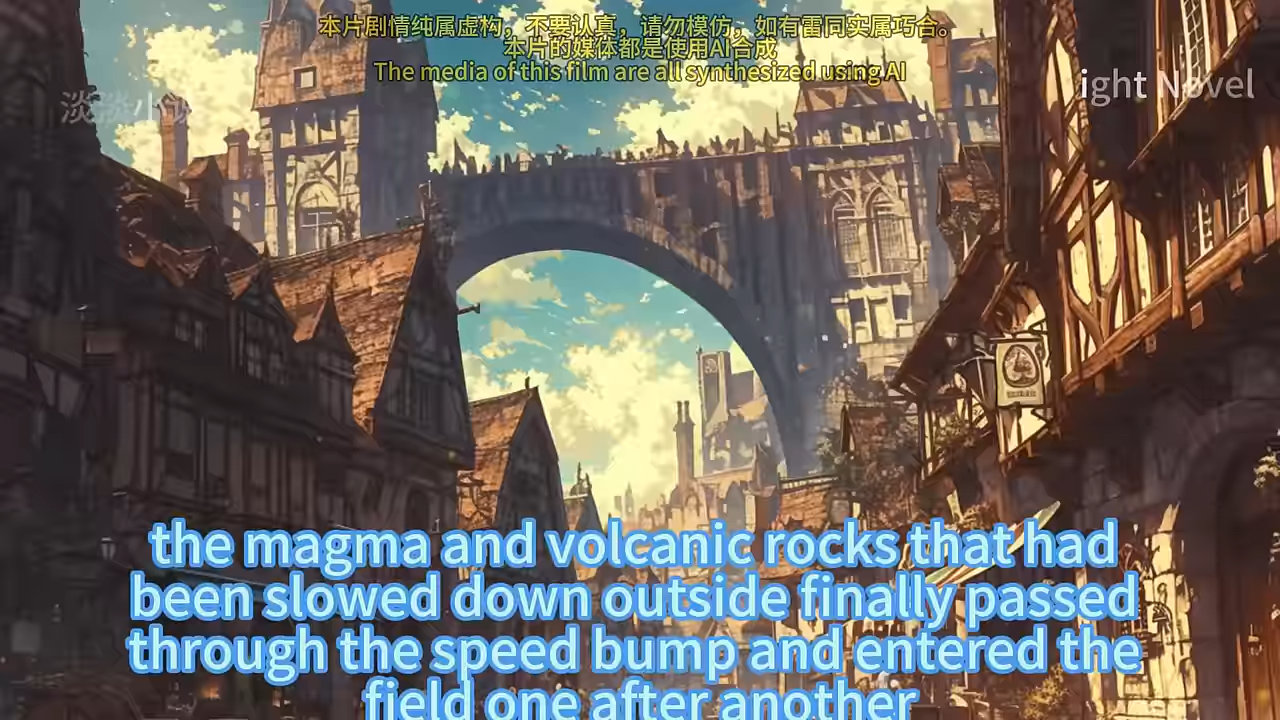 本片剧情纯属虚构，不要认真，请勿模仿，如有雷同实属巧合。
本片的媒体都是使用AI合成
The media of this film are all synthesized using AI
ight Novel
the magma and volcanic rocks that had
been slowed down outside finally passed
through the speed bump and entered the
field one after another